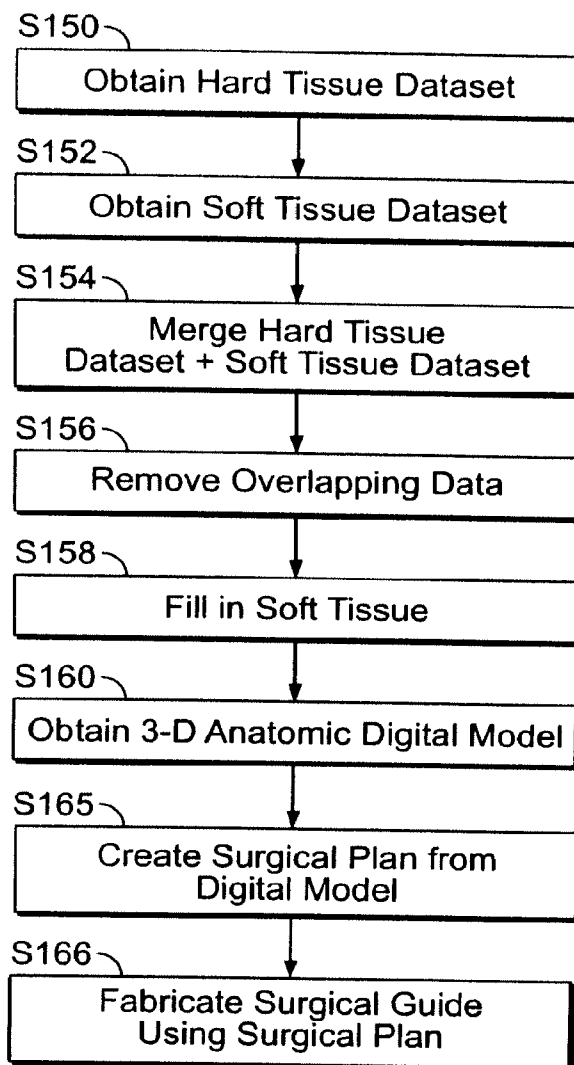 S150
Obtain Hard Tissue Dataset
S152
Obtain Soft Tissue Dataset
S154
Merge Hard Tissue
Dataset + Soft Tissue Dataset
S156
Remove Overlapping Data
S158
Fill in Soft Tissue
S160
Obtain 3-D Anatomic Digital Model
S165
Create Surgical Plan from
Digital Model
S166
Fabricate Surgical Guide
Using Surgical Plan